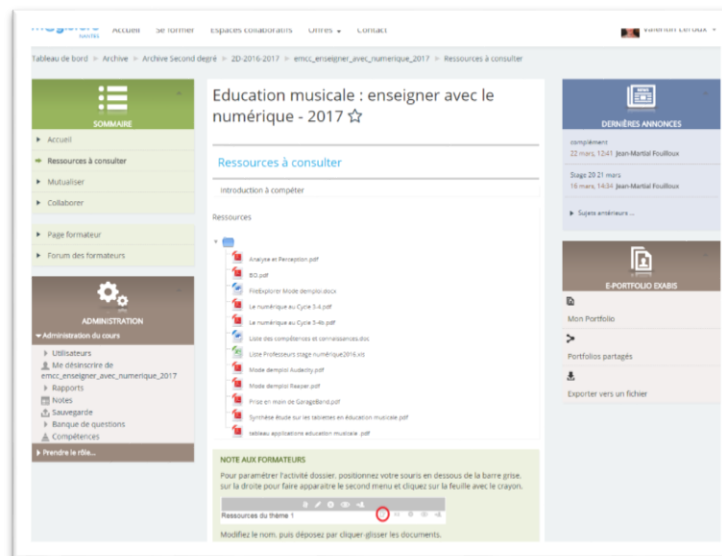 Accueil Se former Espaces collaboratifs Offres Contact
Valentin Leroux
Tableau de bord > Archive > Archive Second degré > 2D-2016-2017 > emcc_enseigner_avec_numerique_2017 > Ressources à consulter
SOMMAIRE
Accueil
Ressources à consulter
Mutualiser
Collaborer
Page formateur
Forum des formateurs
ADMINISTRATION
Administration du cours
Utilisateurs
Me désinscrire de
emcc_enseigner_avec_numerique_2017
Rapports
Notes
Sauvegarde
Banque de questions
Compétences
Prendre le rôle...
Education musicale : enseigner avec le
numérique - 2017
Ressources à consulter
Introduction à compéter
Ressources
Analyse et Perception.pdf
BO.pdf
FileExplorer Mode demploi.docx
Le numérique au Cycle 3-4.pdf
Le numérique au Cycle 3-4b.pdf
Liste des compétences et connaissances.doc
Liste Professeurs stage numérique2016.xls
Mode demploi Audacity.pdf
Mode demploi Reaper.pdf
Prise en main de GarageBand.pdf
Synthèse étude sur les tablettes en éducation musicale.pdf
tableau applications education musicale .pdf
NOTE AUX FORMATEURS
Pour paramétrer l'activité dossier, positionnez votre souris en dessous de la barre grise,
sur la droite pour faire apparaitre le second menu et cliquez sur la feuille avec le crayon.
Ressources du thème 1
Modifiez le nom, puis déposez par cliquer-glisser les documents.
DERNIÈRES ANNONCES
complément
22 mars, 12:41 Jean-Martial Fouilloux
Stage 20 21 mars
16 mars, 14:34 Jean-Martial Fouilloux
Sujets antérieurs ...
E-PORTFOLIO EXABIS
Mon Portfolio
Portfolios partagés
Exporter vers un fichier